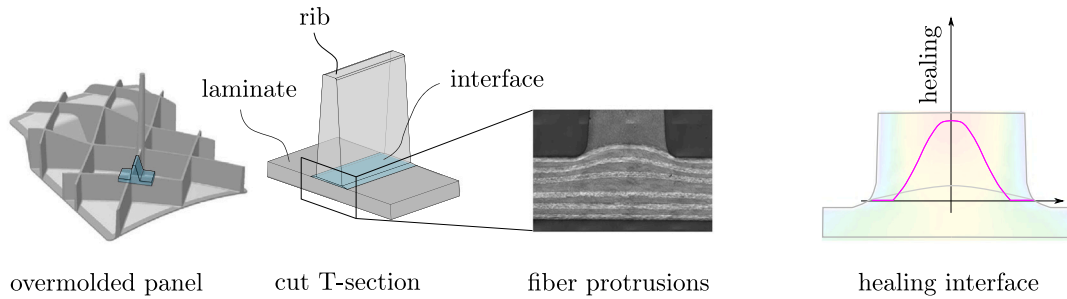 rib
laminate
interface
healing
overmolded panel
cut T-section
fiber protrusions
healing interface